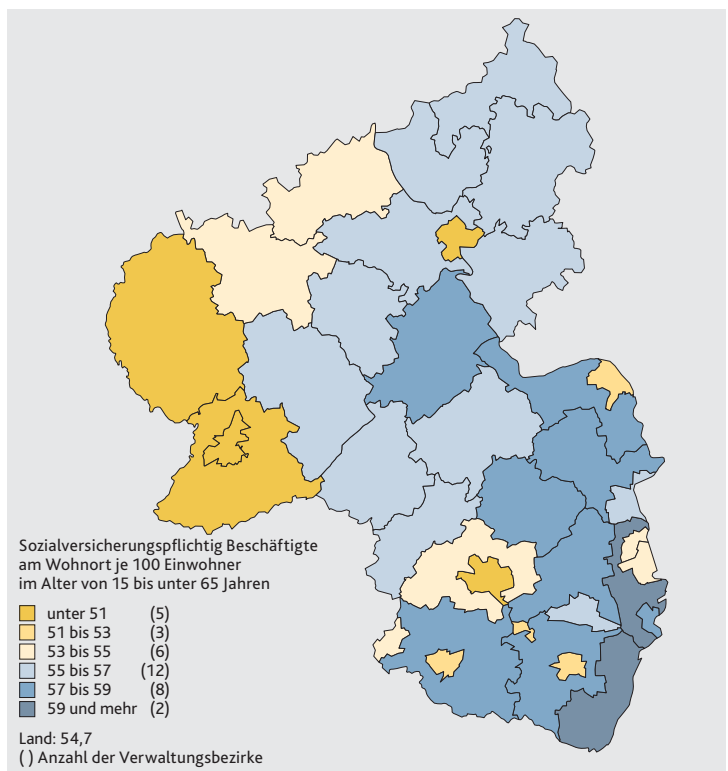 Sozialversicherungspflichtig Beschäftigte
am Wohnort je 100 Einwohner
im Alter von 15 bis unter 65 Jahren
unter 51 (5)
51 bis 53 (3)
53 bis 55 (6)
55 bis 57 (12)
57 bis 59 (8)
59 und mehr (2)
Land: 54,7
( ) Anzahl der Verwaltungsbezirke